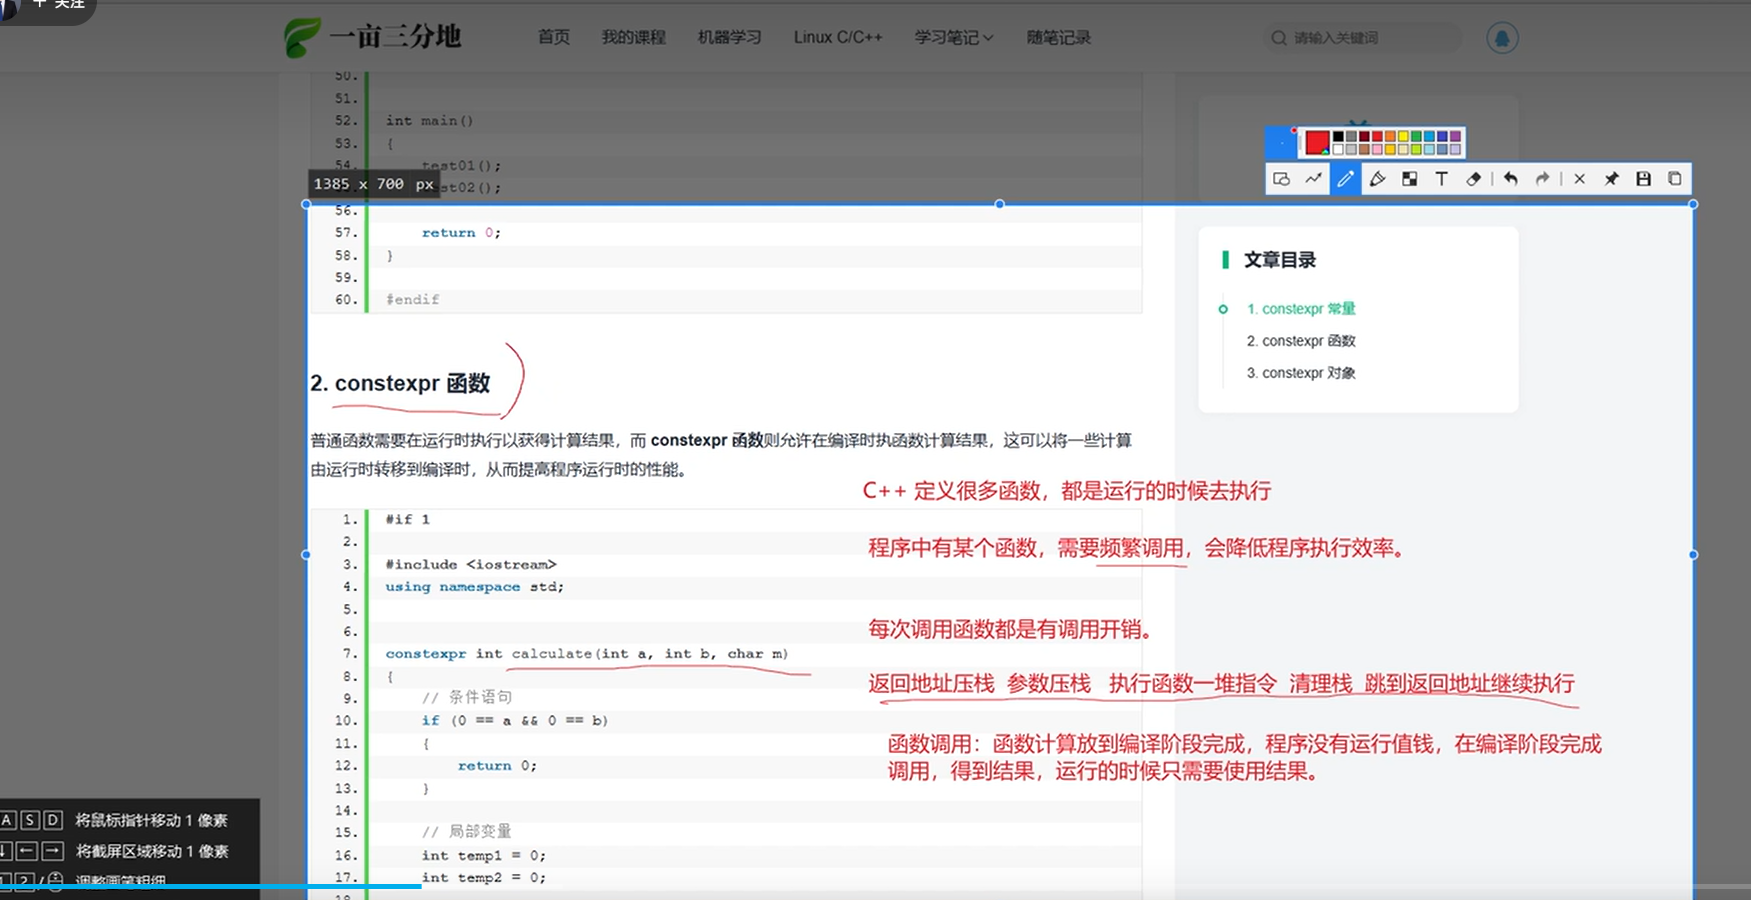 + 关注
一亩三分地
首页 我的课程 机器学习 Linux C/C++ 学习笔记 随笔记录
请输入关键词
50.
51.
52. int main()
53. {
54. test01();
test02();
1385 x 700 px
56.
57. return 0;
58. }
59.
60. #endif
文章目录
1. constexpr 常量
2. constexpr 函数
3. constexpr 对象
2. constexpr 函数
普通函数需要在运行时执行以获得计算结果，而 constexpr 函数则允许在编译时执函数计算结果，这可以将一些计算
由运行时转移到编译时，从而提高程序运行时的性能。
C++ 定义很多函数，都是运行的时候去执行
程序中有某个函数，需要频繁调用，会降低程序执行效率。
每次调用函数都是有调用开销。
返回地址压栈 参数压栈 执行函数一堆指令 清理栈 跳到返回地址继续执行
函数调用：函数计算放到编译阶段完成，程序没有运行值钱，在编译阶段完成
调用，得到结果，运行的时候只需要使用结果。
1. #if 1
2.
3. #include <iostream>
4. using namespace std;
5.
6.
7. constexpr int calculate(int a, int b, char m)
8. {
9. // 条件语句
10. if (0 == a && 0 == b)
11. {
12. return 0;
13. }
14.
15. // 局部变量
16. int temp1 = 0;
17. int temp2 = 0;
A S D 将鼠标指针移动 1 像素
↓ ← → 将截屏区域移动 1 像素
1 2 / 调整画笔粗细